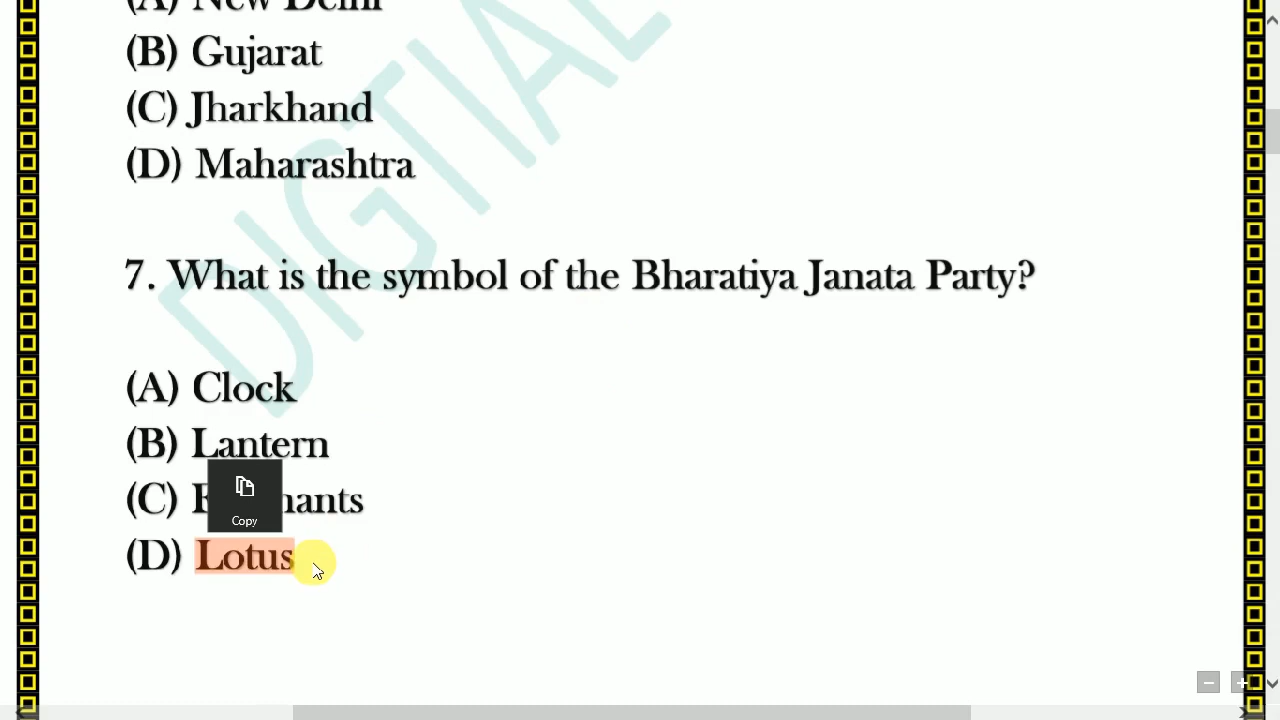 (A) New Delhi
(B) Gujarat
(C) Jharkhand
(D) Maharashtra
DIGTIAL
7. What is the symbol of the Bharatiya Janata Party?
(A) Clock
(B) Lantern
(C)
Copy
(D) Lotus